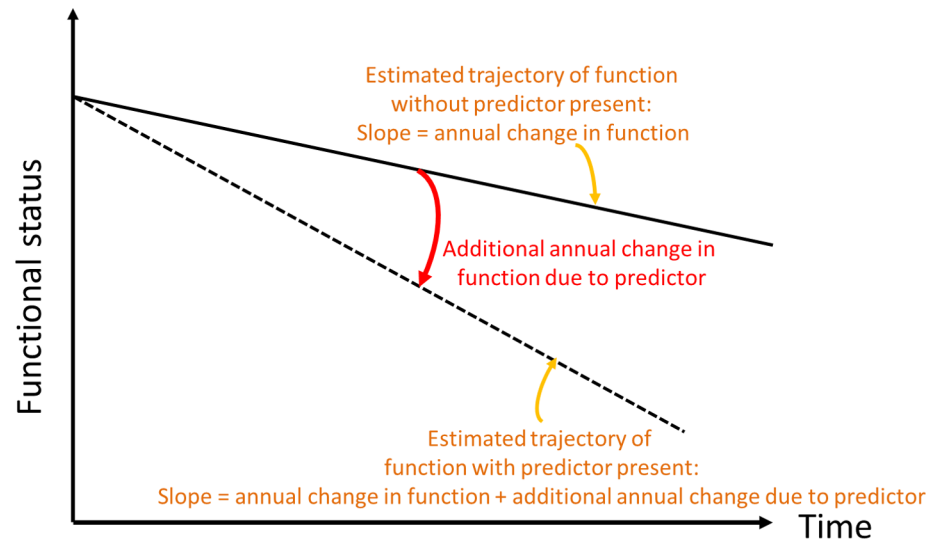 Estimated trajectory of function
without predictor present:
Slope = annual change in function
Functional status
Additional annual change in
function due to predictor
Estimated trajectory of
function with predictor present:
Slope = annual change in function + additional annual change due to predictor
Time